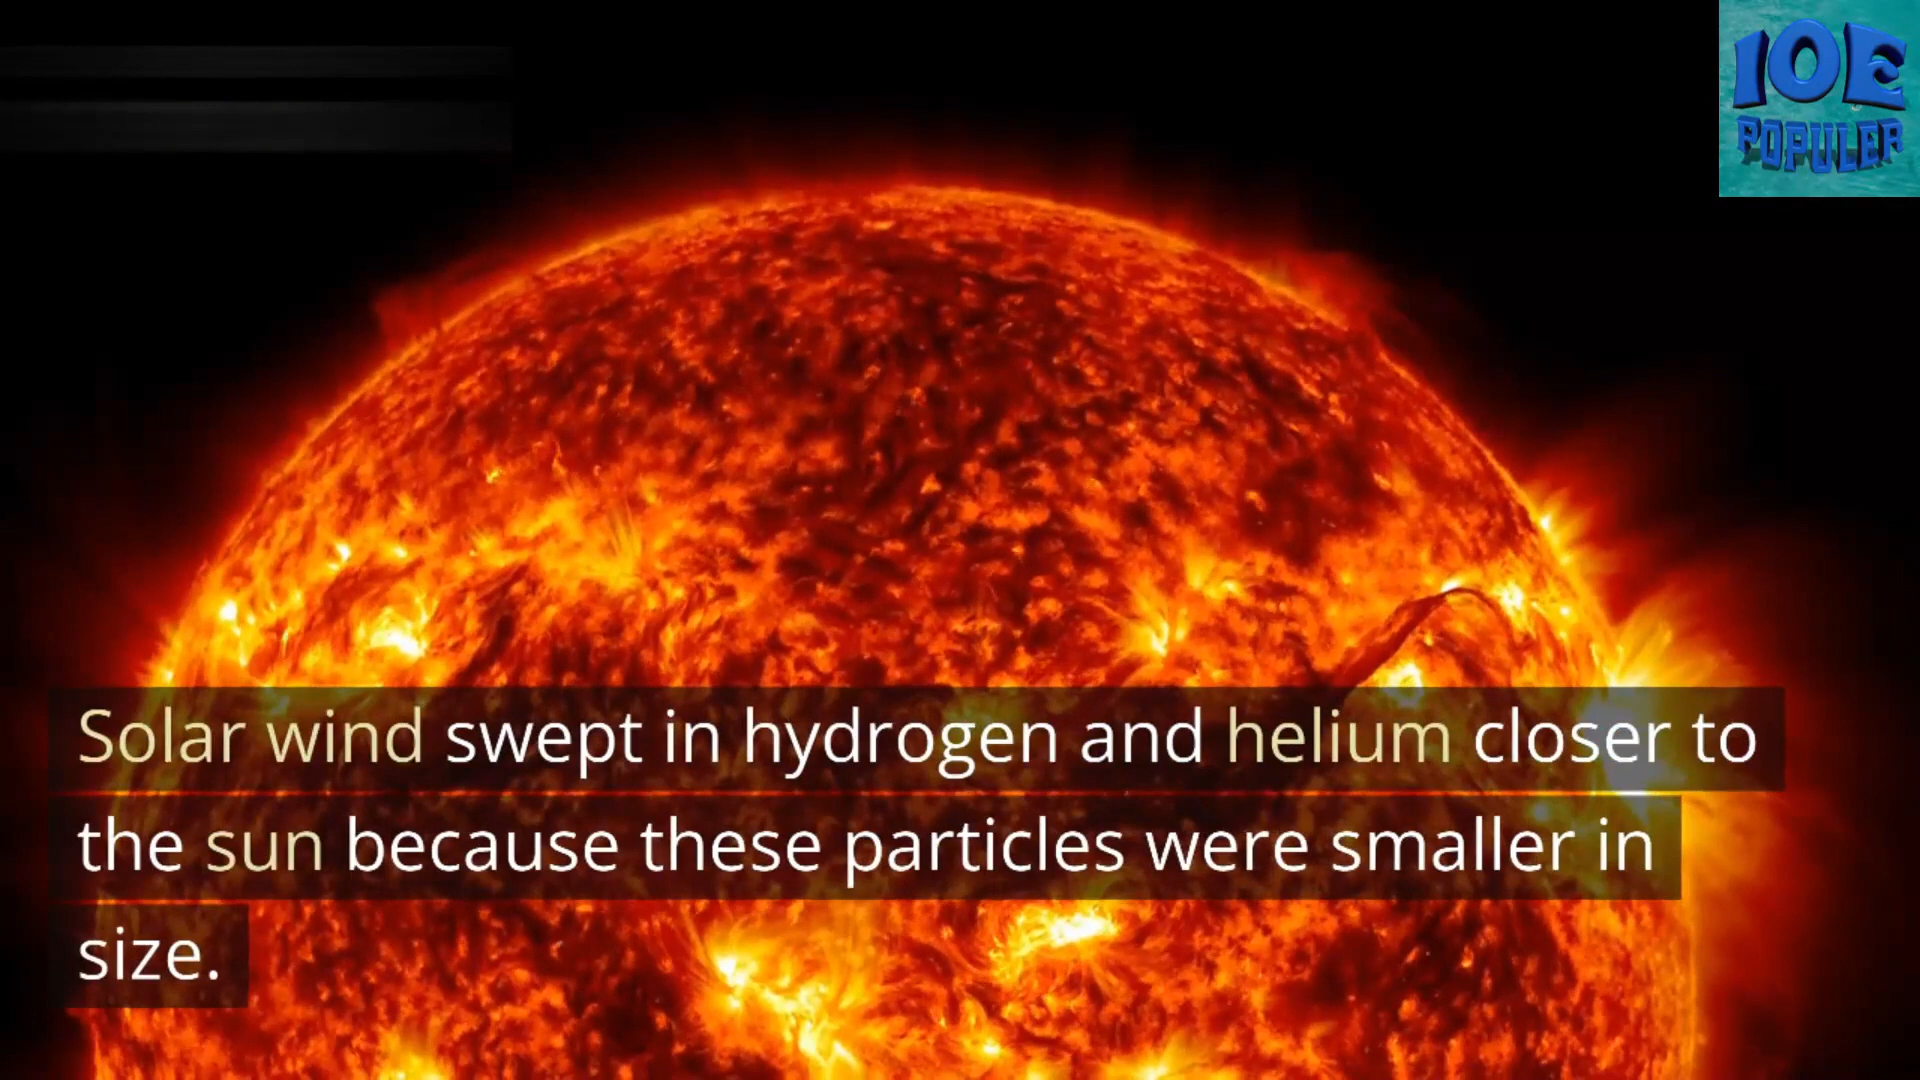 IOE
POPULER
Solar wind swept in hydrogen and helium closer to
the sun because these particles were smaller in
size.